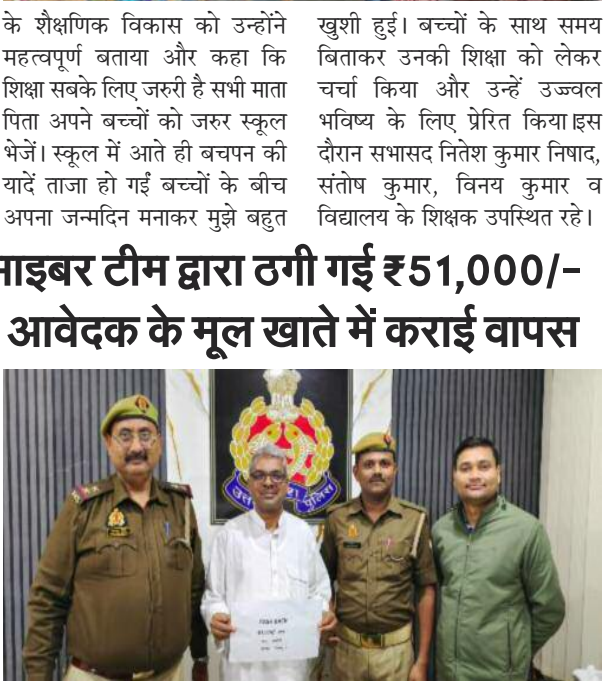 के शैक्षणिक विकास को उन्होंने
महत्वपूर्ण बताया और कहा कि
शिक्षा सबके लिए जरुरी है सभी माता
पिता अपने बच्चों को जरुर स्कूल
भेजें। स्कूल में आते ही बचपन की
यादें ताजा हो गईं बच्चों के बीच
अपना जन्मदिन मनाकर मुझे बहुत
खुशी हुई। बच्चों के साथ समय
बिताकर उनकी शिक्षा को लेकर
चर्चा किया और उन्हें उज्ज्वल
भविष्य के लिए प्रेरित किया।इस
दौरान सभासद नितेश कुमार निषाद,
संतोष कुमार, विनय कुमार व
विद्यालय के शिक्षक उपस्थित रहे।
साइबर टीम द्वारा ठगी गई ₹51,000/-
आवेदक के मूल खाते में कराई वापस
पुलिस